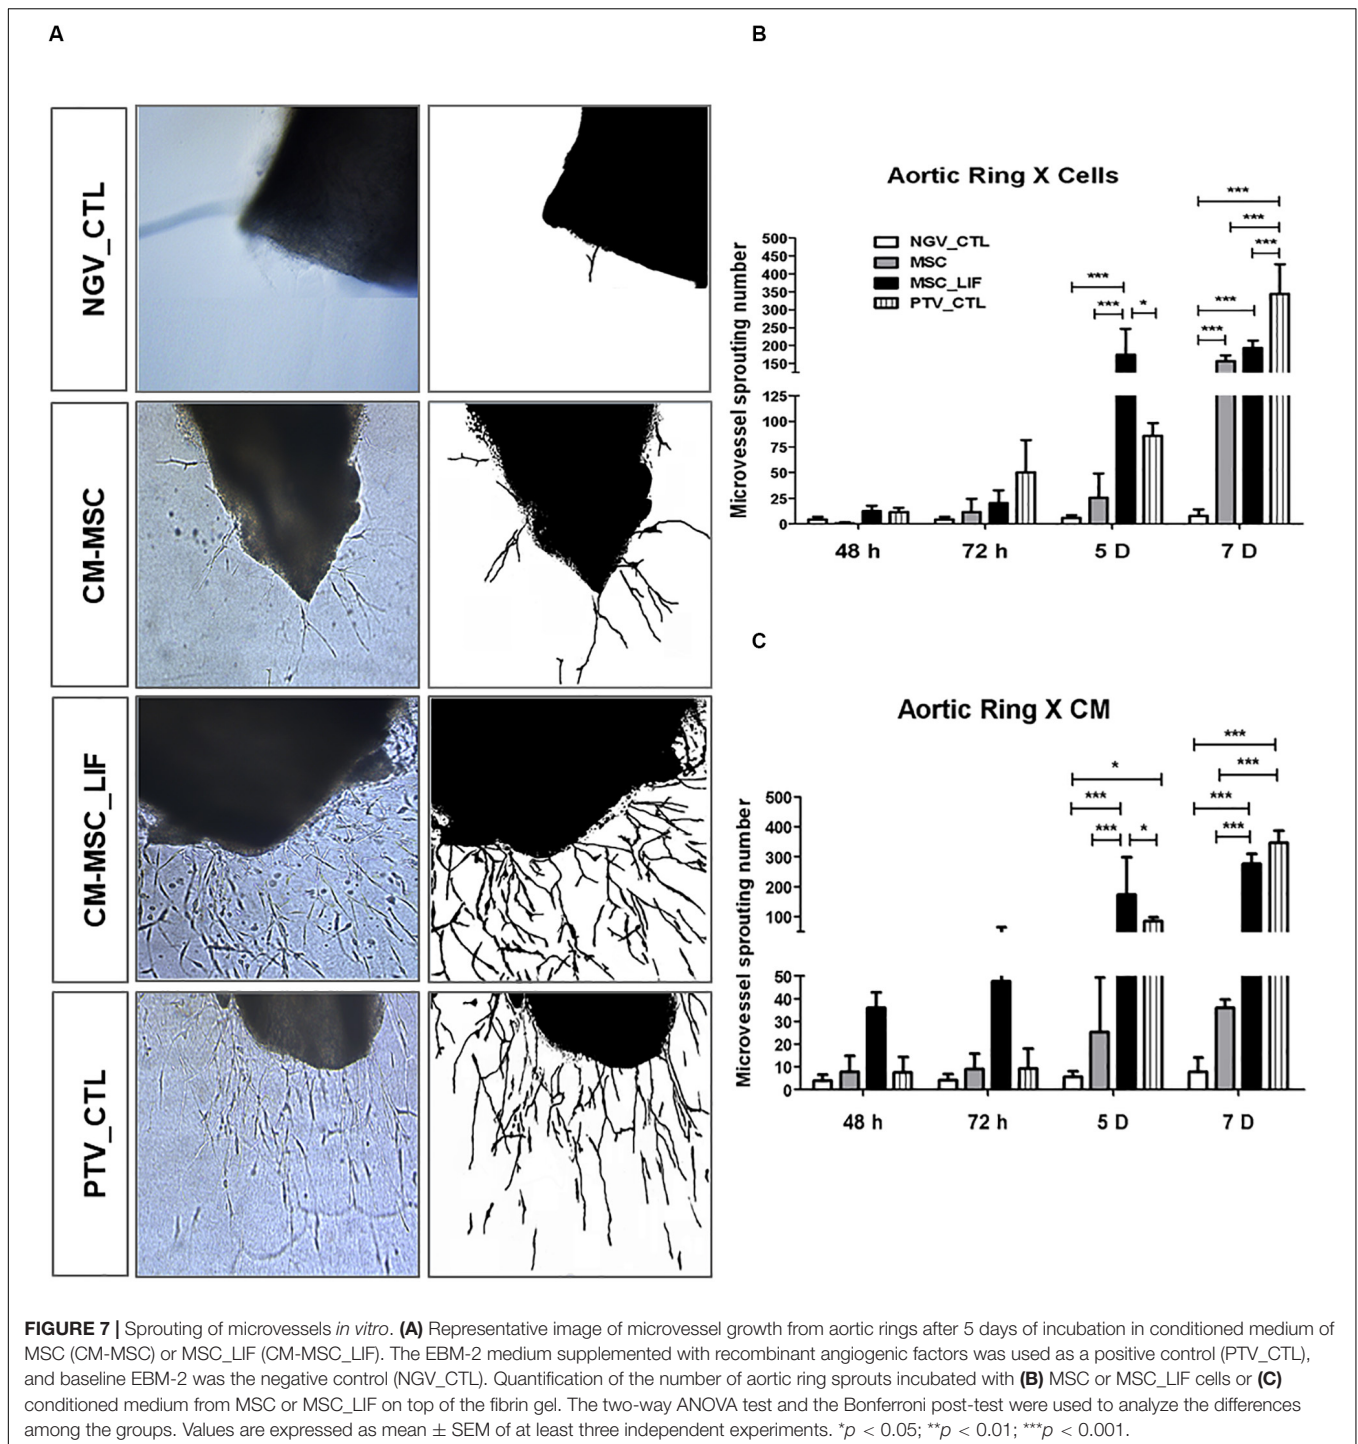 A
NGV_CTL
CM-MSC
CM-MSC_LIF
PTV_CTL
B
Aortic Ring X Cells
Microvessel sprouting number
500
450
400
350
300
250
200
150
125
100
75
50
25
0
NGV_CTL
MSC
MSC_LIF
PTV_CTL
***
***
*
***
***
***
***
***
48 h
72 h
5 D
7 D
C
Aortic Ring X CM
Microvessel sprouting number
500
400
300
200
100
50
40
30
20
10
0
*
***
***
*
***
***
***
***
48 h
72 h
5 D
7 D
FIGURE 7 | Sprouting of microvessels in vitro. (A) Representative image of microvessel growth from aortic rings after 5 days of incubation in conditioned medium of
MSC (CM-MSC) or MSC_LIF (CM-MSC_LIF). The EBM-2 medium supplemented with recombinant angiogenic factors was used as a positive control (PTV_CTL),
and baseline EBM-2 was the negative control (NGV_CTL). Quantification of the number of aortic ring sprouts incubated with (B) MSC or MSC_LIF cells or (C)
conditioned medium from MSC or MSC_LIF on top of the fibrin gel. The two-way ANOVA test and the Bonferroni post-test were used to analyze the differences
among the groups. Values are expressed as mean ± SEM of at least three independent experiments. *p < 0.05; **p < 0.01; ***p < 0.001.